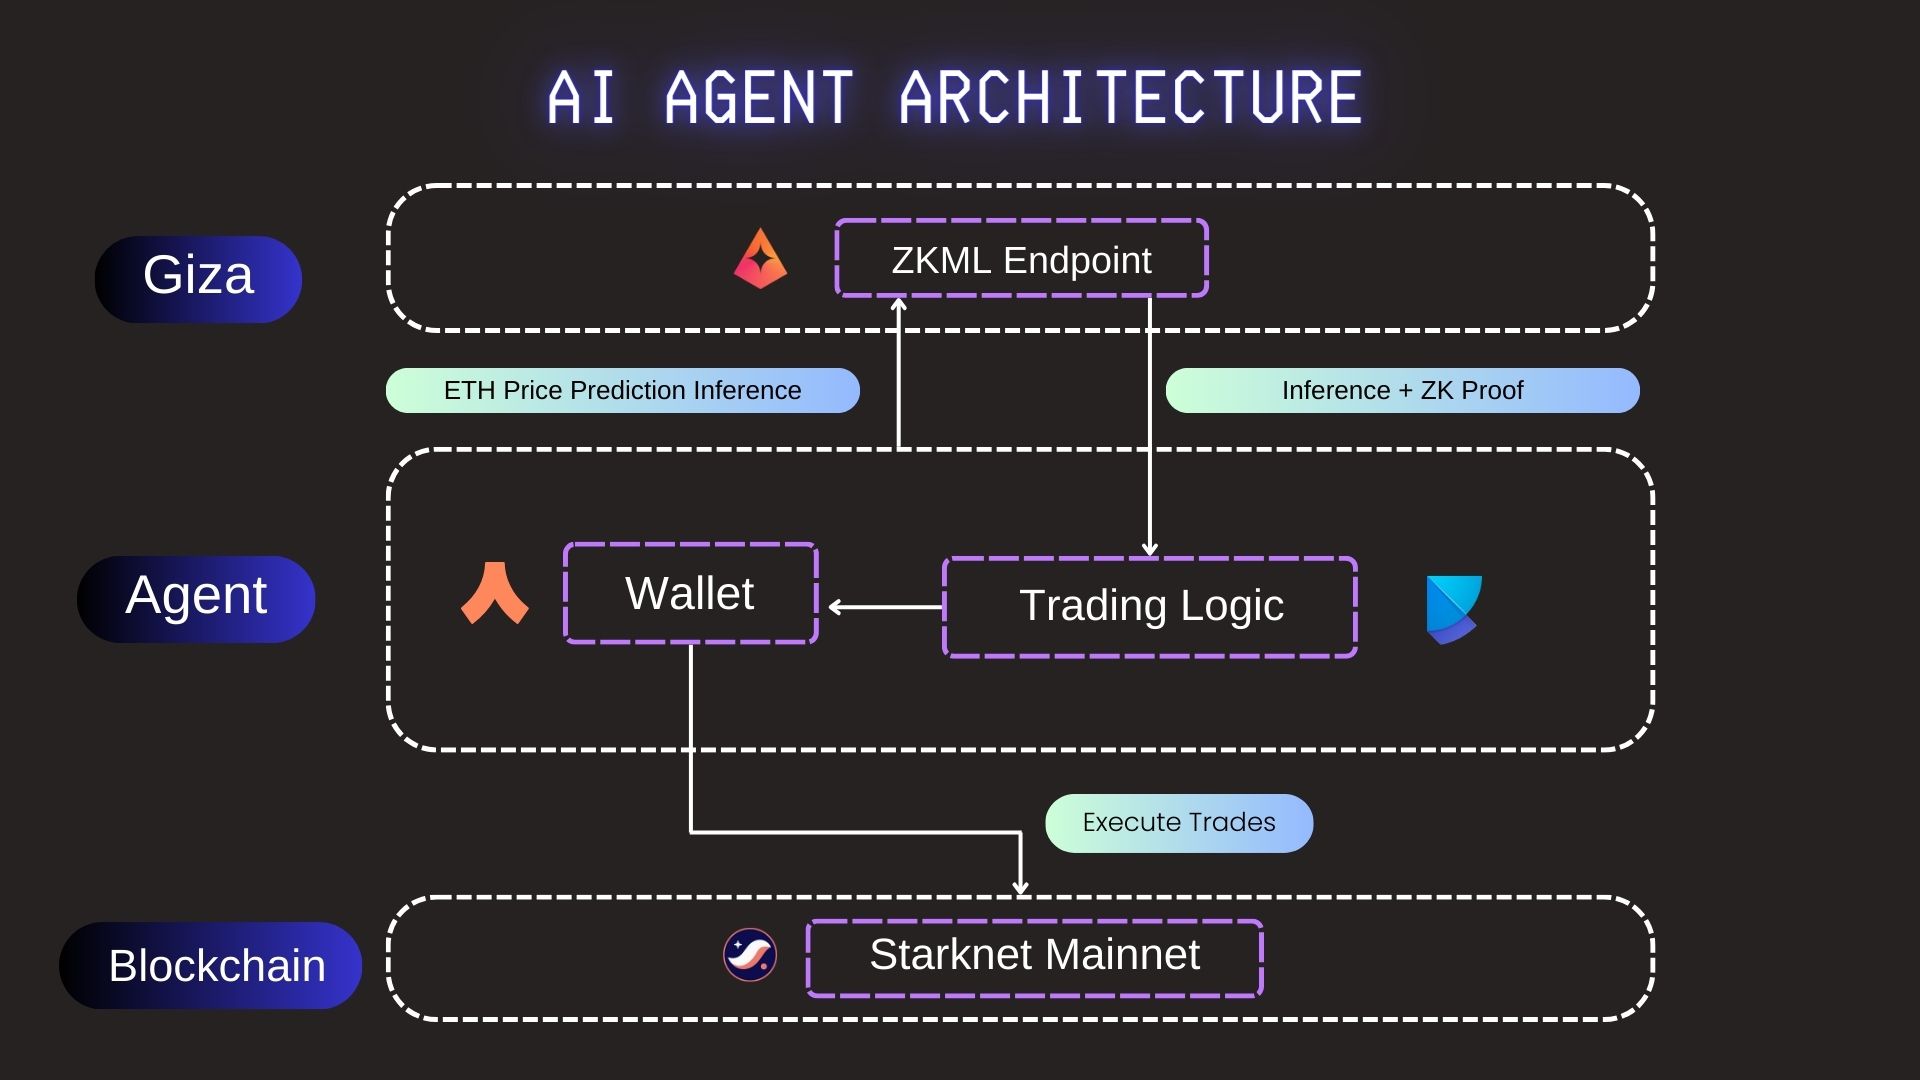 AI AGENT ARCHITECTURE
Giza
ZKML Endpoint
ETH Price Prediction Inference
Inference + ZK Proof
Agent
Wallet
Trading Logic
Execute Trades
Blockchain
Starknet Mainnet